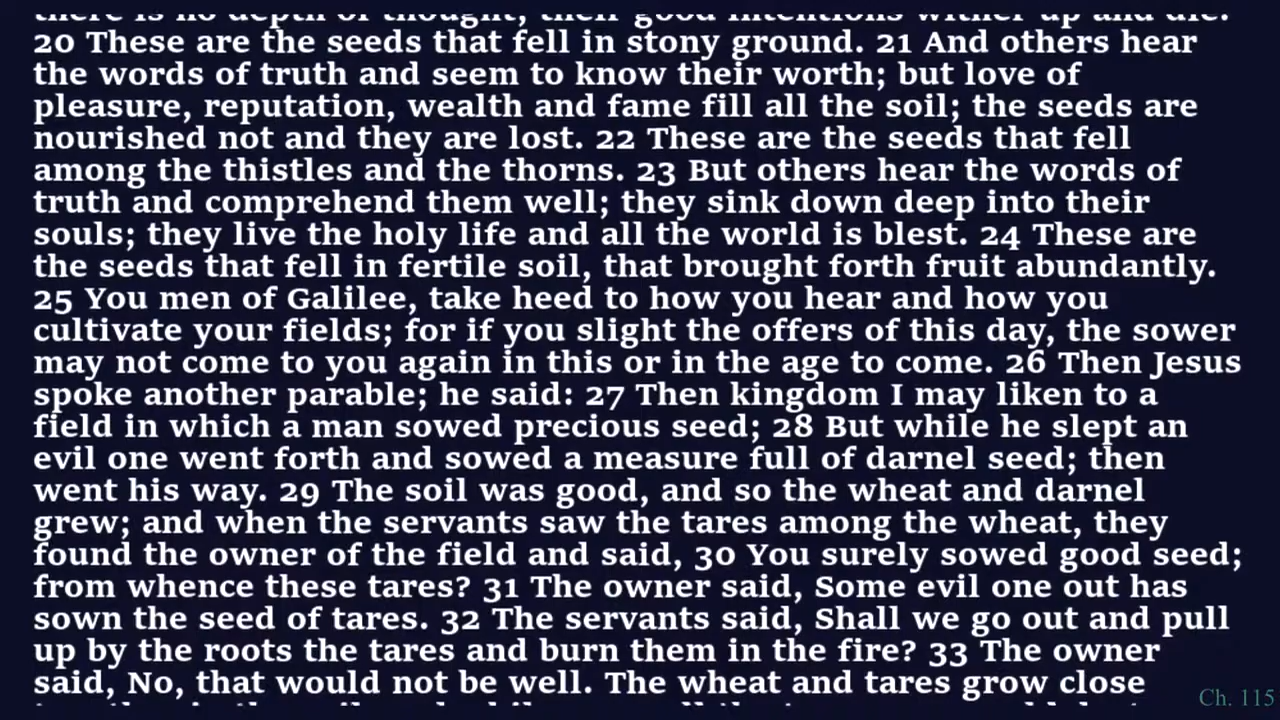 there is no depth of thought, their good intentions wither up and die.
20 These are the seeds that fell in stony ground. 21 And others hear
the words of truth and seem to know their worth; but love of
pleasure, reputation, wealth and fame fill all the soil; the seeds are
nourished not and they are lost. 22 These are the seeds that fell
among the thistles and the thorns. 23 But others hear the words of
truth and comprehend them well; they sink down deep into their
souls; they live the holy life and all the world is blest. 24 These are
the seeds that fell in fertile soil, that brought forth fruit abundantly.
25 You men of Galilee, take heed to how you hear and how you
cultivate your fields; for if you slight the offers of this day, the sower
may not come to you again in this or in the age to come. 26 Then Jesus
spoke another parable; he said: 27 Then kingdom I may liken to a
field in which a man sowed precious seed; 28 But while he slept an
evil one went forth and sowed a measure full of darnel seed; then
went his way. 29 The soil was good, and so the wheat and darnel
grew; and when the servants saw the tares among the wheat, they
found the owner of the field and said, 30 You surely sowed good seed;
from whence these tares? 31 The owner said, Some evil one out has
sown the seed of tares. 32 The servants said, Shall we go out and pull
up by the roots the tares and burn them in the fire? 33 The owner
said, No, that would not be well. The wheat and tares grow close
Ch. 115